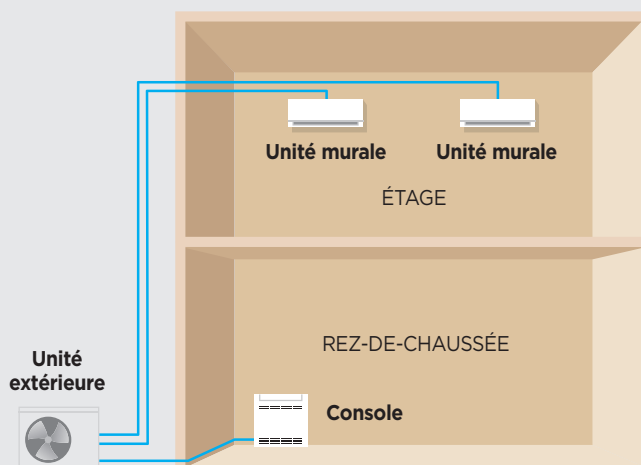 Unité murale
Unité murale
ÉTAGE
REZ-DE-CHAUSSÉE
Unité
extérieure
Console